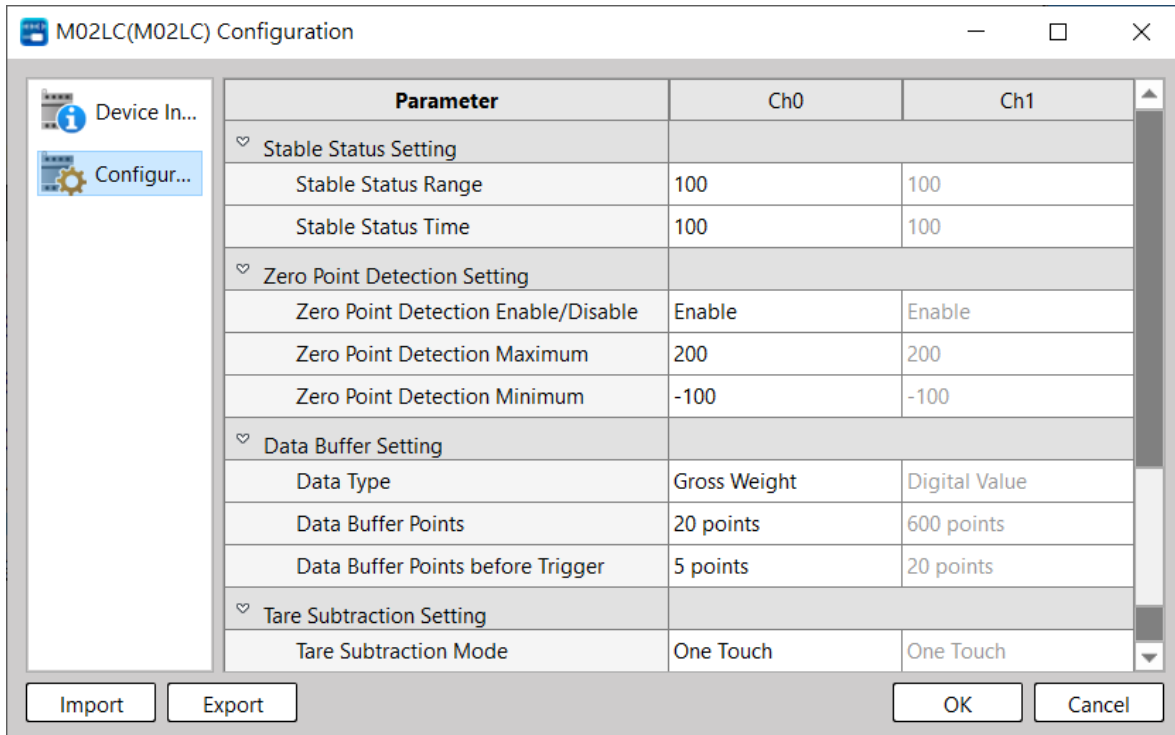 M02LC(M02LC) Configuration
Device In...
Configur...
Parameter Ch0 Ch1
Stable Status Setting
Stable Status Range 100 100
Stable Status Time 100 100
Zero Point Detection Setting
Zero Point Detection Enable/Disable Enable Enable
Zero Point Detection Maximum 200 200
Zero Point Detection Minimum -100 -100
Data Buffer Setting
Data Type Gross Weight Digital Value
Data Buffer Points 20 points 600 points
Data Buffer Points before Trigger 5 points 20 points
Tare Subtraction Setting
Tare Subtraction Mode One Touch One Touch
Import Export OK Cancel